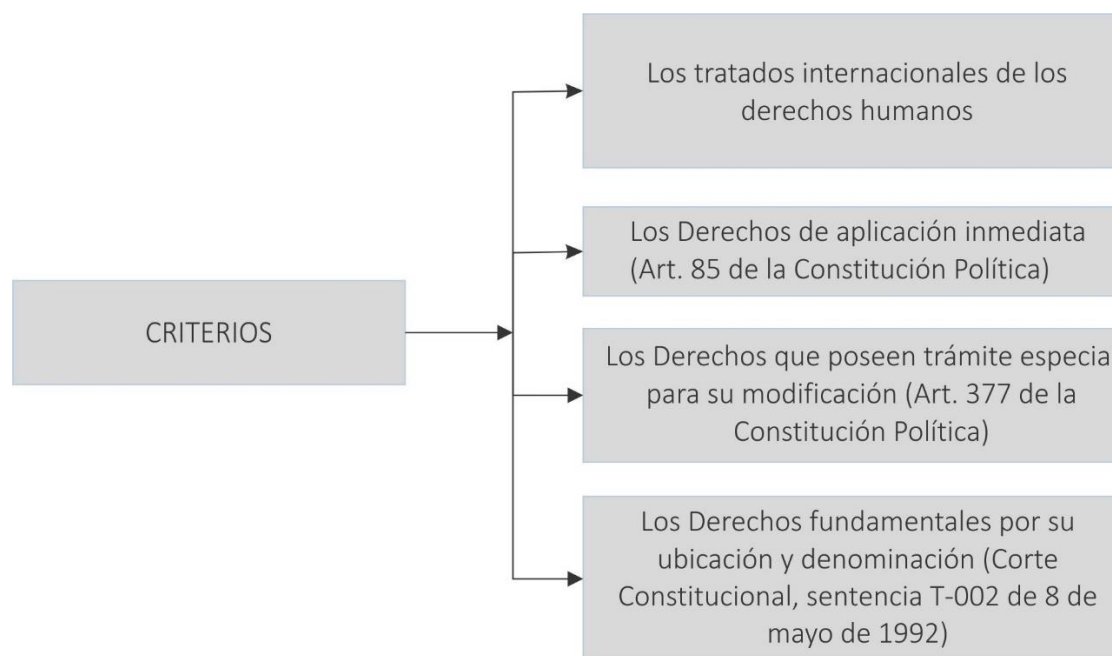 Los tratados internacionales de los
derechos humanos
Los Derechos de aplicación inmediata
(Art. 85 de la Constitución Política)
CRITERIOS
Los Derechos que poseen trámite especia
para su modificación (Art. 377 de la
Constitución Política)
Los Derechos fundamentales por su
ubicación y denominación (Corte
Constitucional, sentencia T-002 de 8 de
mayo de 1992)